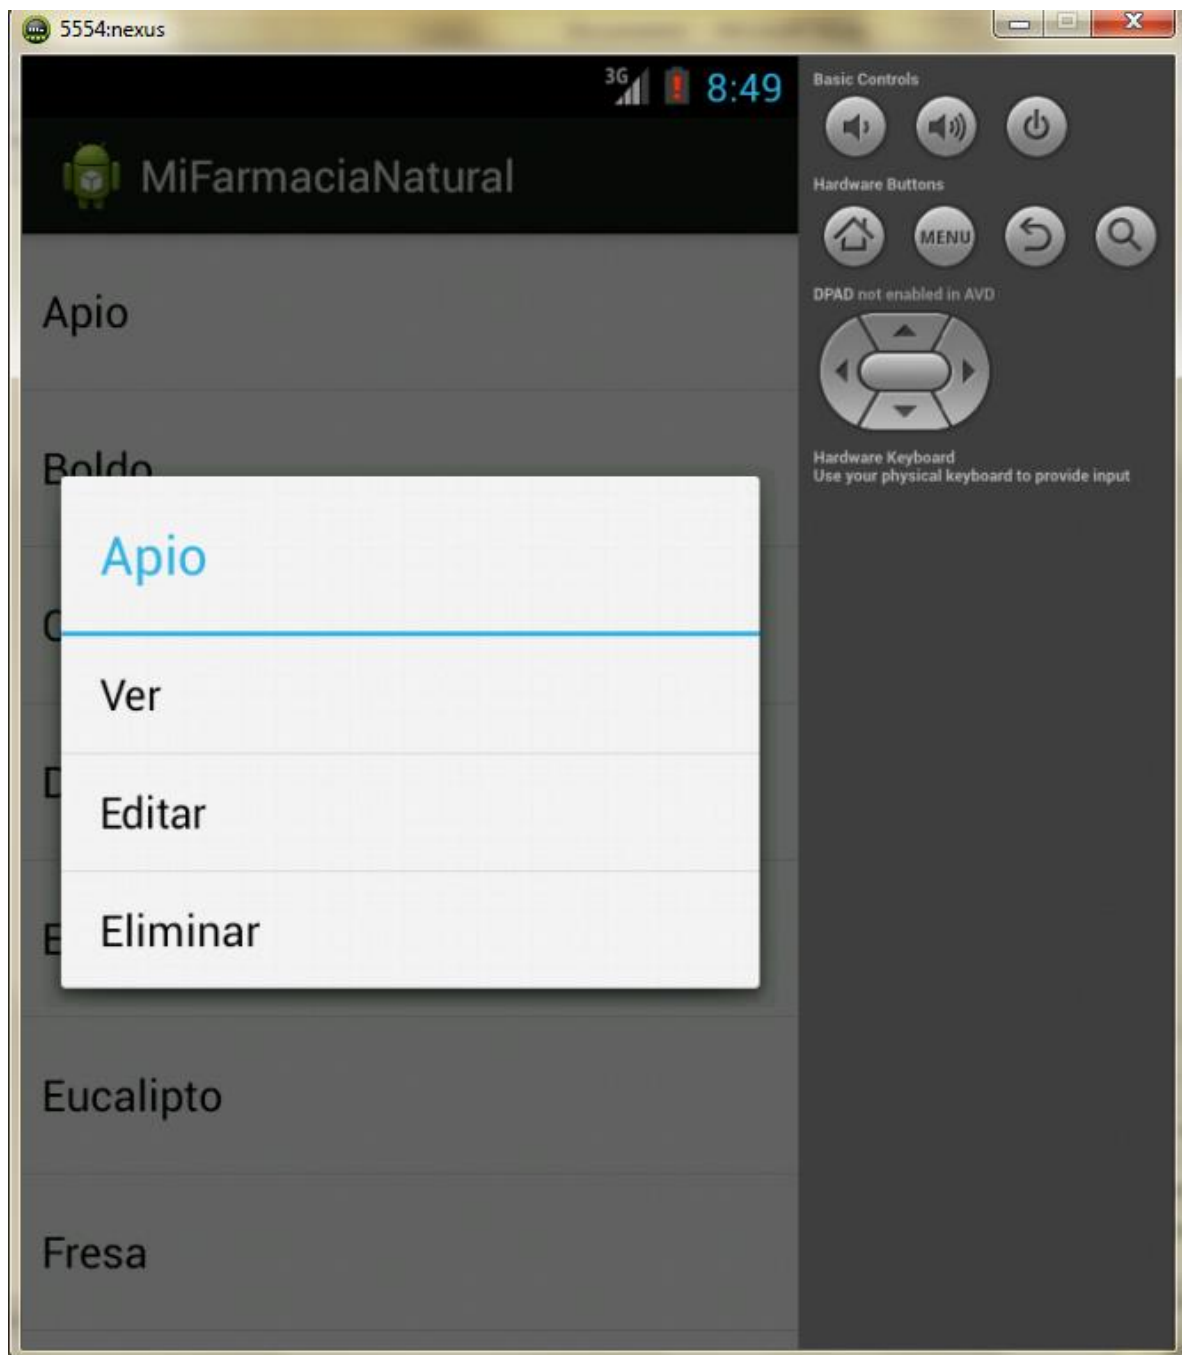 5554:nexus
3G 8:49
MiFarmaciaNatural
Apio
Boldo
Apio
Ver
Editar
Eliminar
Eucalipto
Fresa
Basic Controls
Hardware Buttons
MENU
DPAD not enabled in AVD
Hardware Keyboard
Use your physical keyboard to provide input